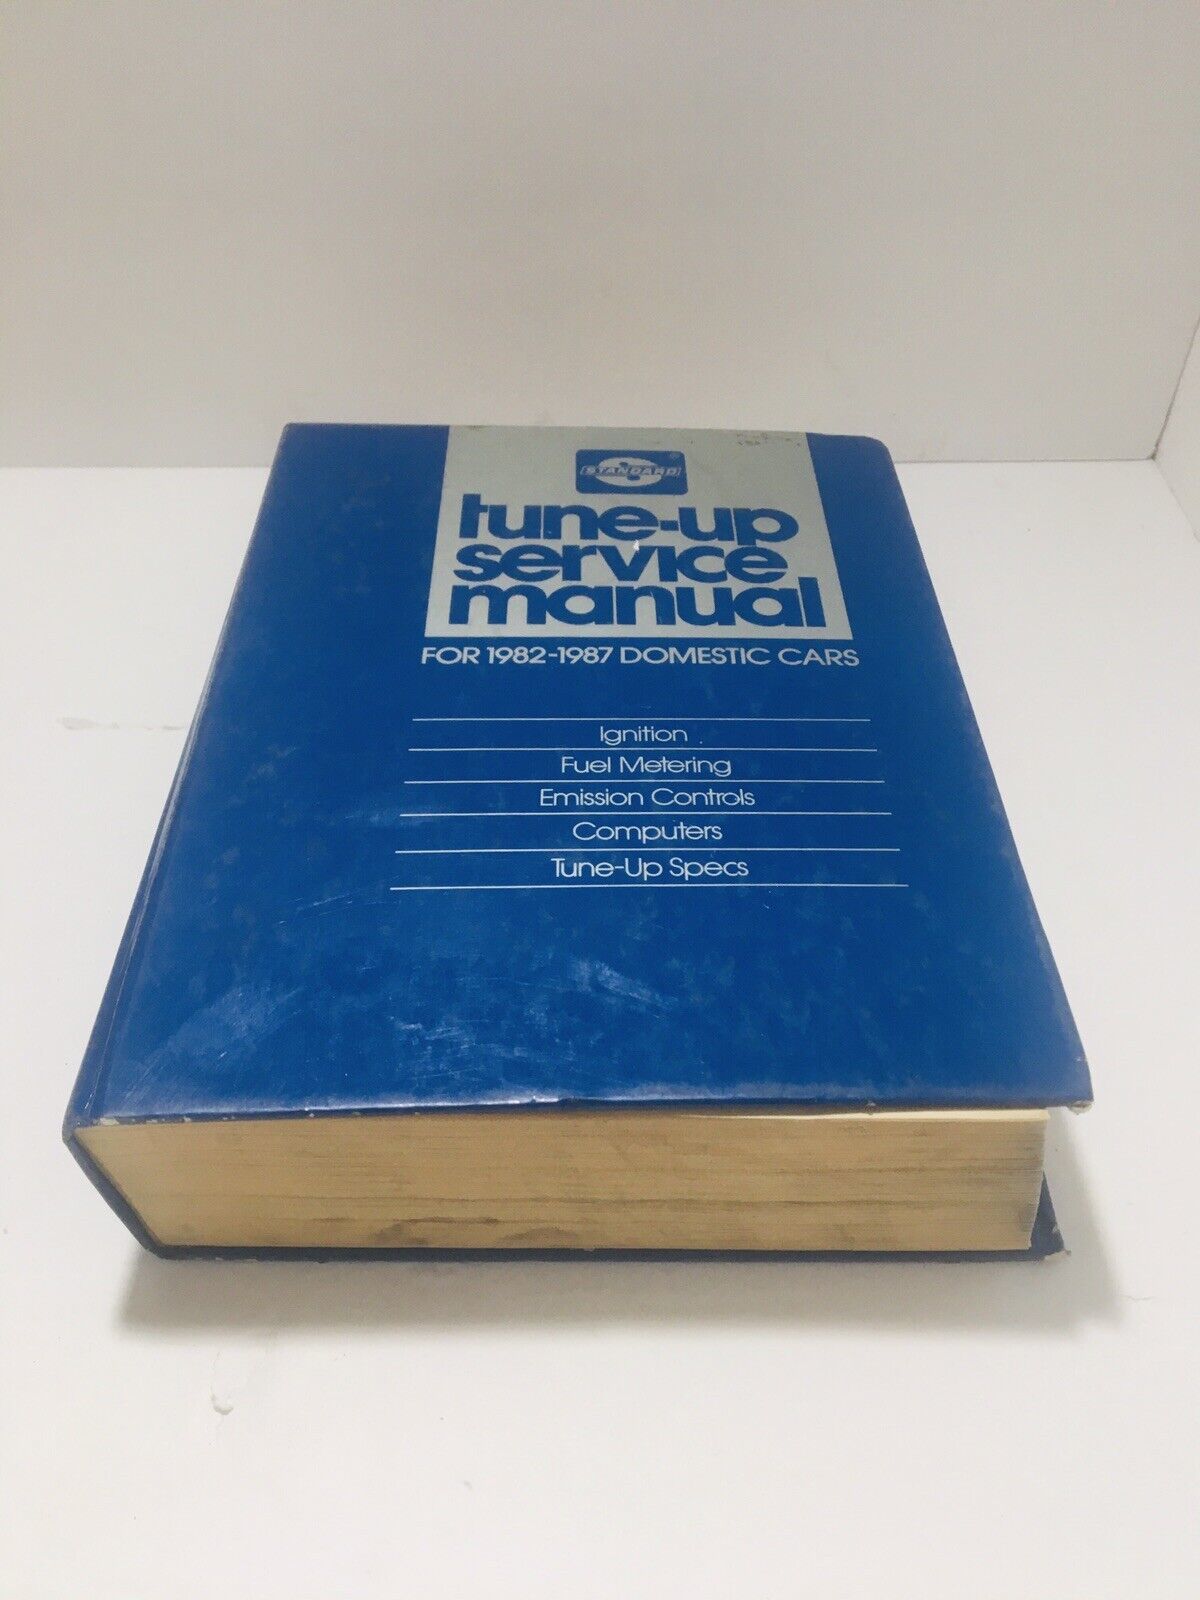 STANDARD®
tune-up
service
manual
FOR 1982-1987 DOMESTIC CARS
Ignition
Fuel Metering
Emission Controls
Computers
Tune-Up Specs